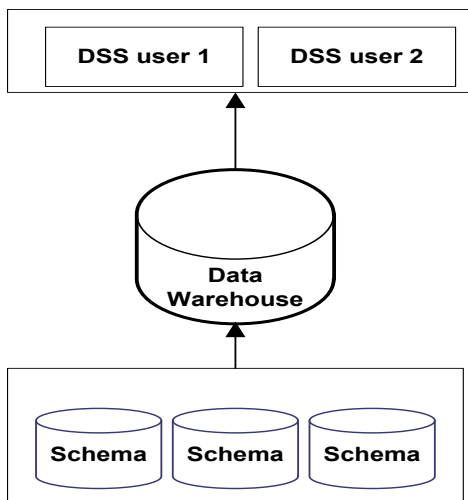 DSS user 1 DSS user 2
Data
Warehouse
Schema Schema Schema